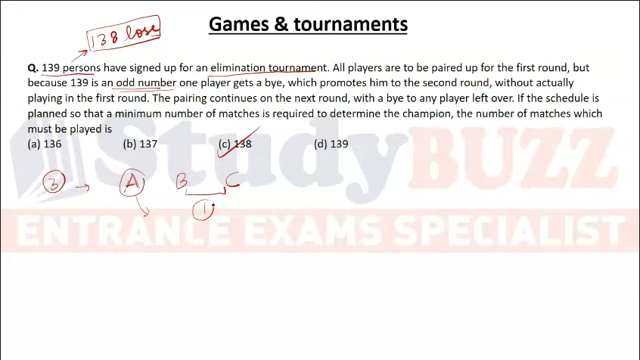 Games & tournaments
138 lose
Q. 139 persons have signed up for an elimination tournament. All players are to be paired up for the first round, but
because 139 is an odd number one player gets a bye, which promotes him to the second round, without actually
playing in the first round. The pairing continues on the next round, with a bye to any player left over. If the schedule is
planned so that a minimum number of matches is required to determine the champion, the number of matches which
must be played is
(a) 136 (b) 137 (c) 138 (d) 139
3 → A B C
1
StudyBUZZ
ENTRANCE EXAMS SPECIALIST